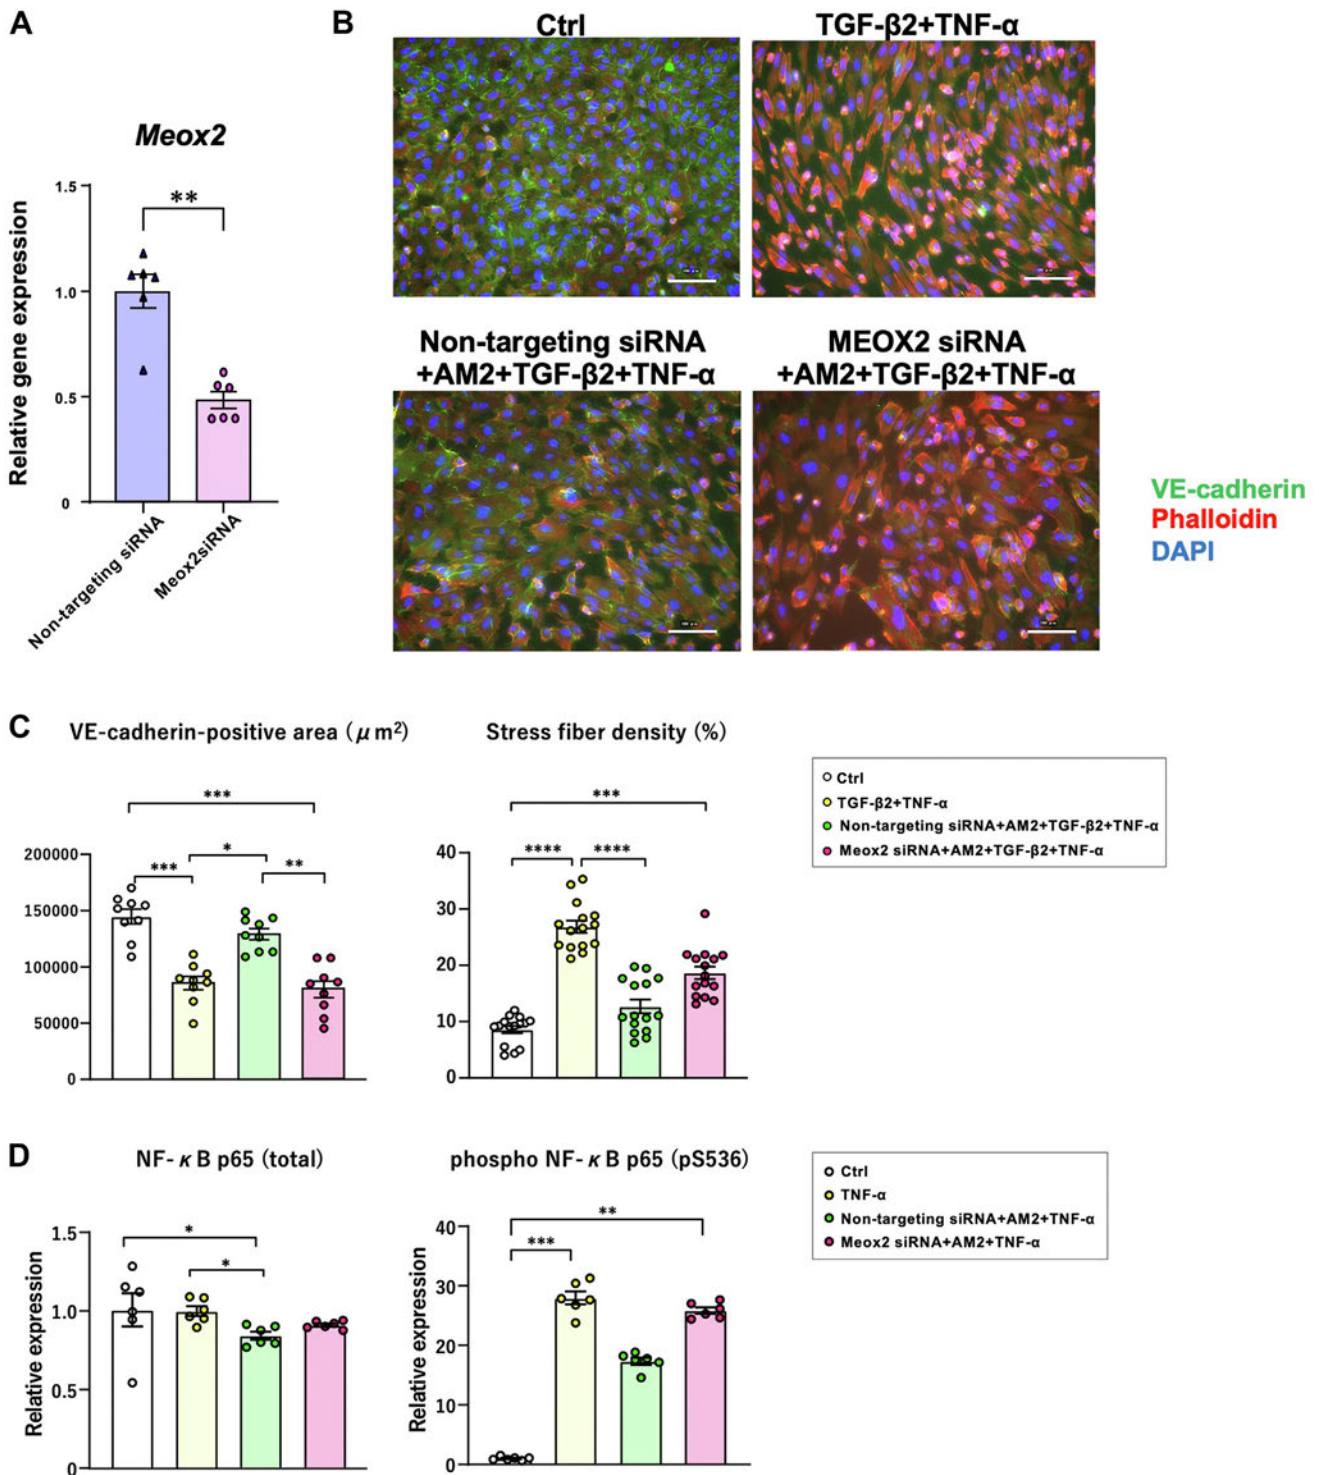 A
B
Ctrl
TGF-β2+TNF-α
Meox2
1.5
1.0
0.5
0
**
Relative gene expression
Non-targeting siRNA
Meox2siRNA
Non-targeting siRNA
+AM2+TGF-β2+TNF-α
MEOX2 siRNA
+AM2+TGF-β2+TNF-α
VE-cadherin
Phalloidin
DAPI
C
VE-cadherin-positive area (μm²)
200000
150000
100000
50000
0
***
***
*
**
Stress fiber density (%)
40
30
20
10
0
***
****
****
Ctrl
TGF-β2+TNF-α
Non-targeting siRNA+AM2+TGF-β2+TNF-α
Meox2 siRNA+AM2+TGF-β2+TNF-α
D
NF-κB p65 (total)
1.5
1.0
0.5
0
Relative expression
*
*
phospho NF-κB p65 (pS536)
40
30
20
10
0
Relative expression
**
***
Ctrl
TNF-α
Non-targeting siRNA+AM2+TNF-α
Meox2 siRNA+AM2+TNF-α